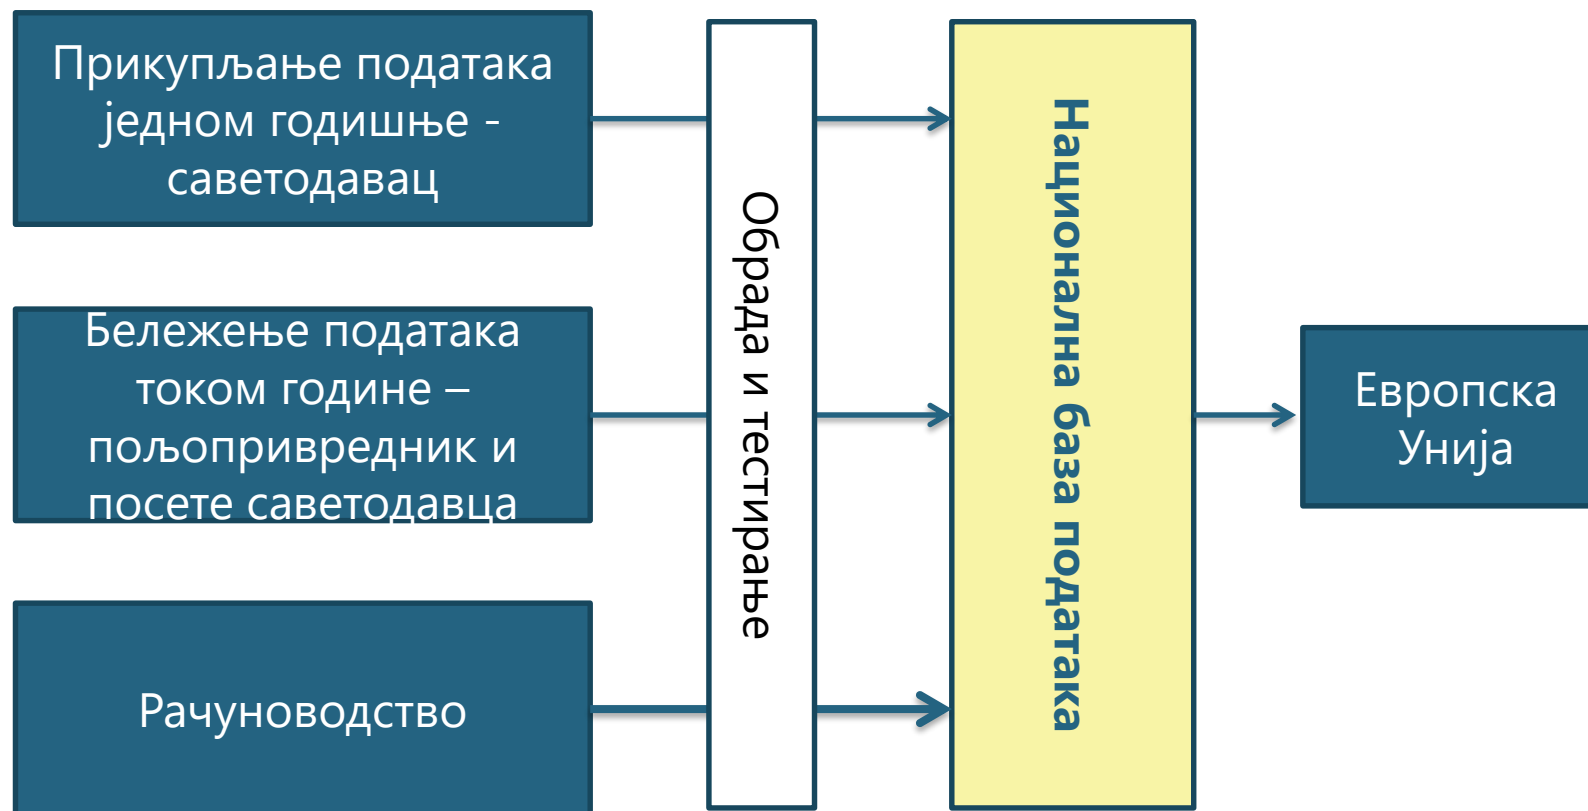 Прикупљање података
једном годишње -
саветодавац
Бележење података
током године –
пољопривредник и
посете саветодавца
Рачуноводство
Обрада и тестирање
Национална база података
Европска
Унија